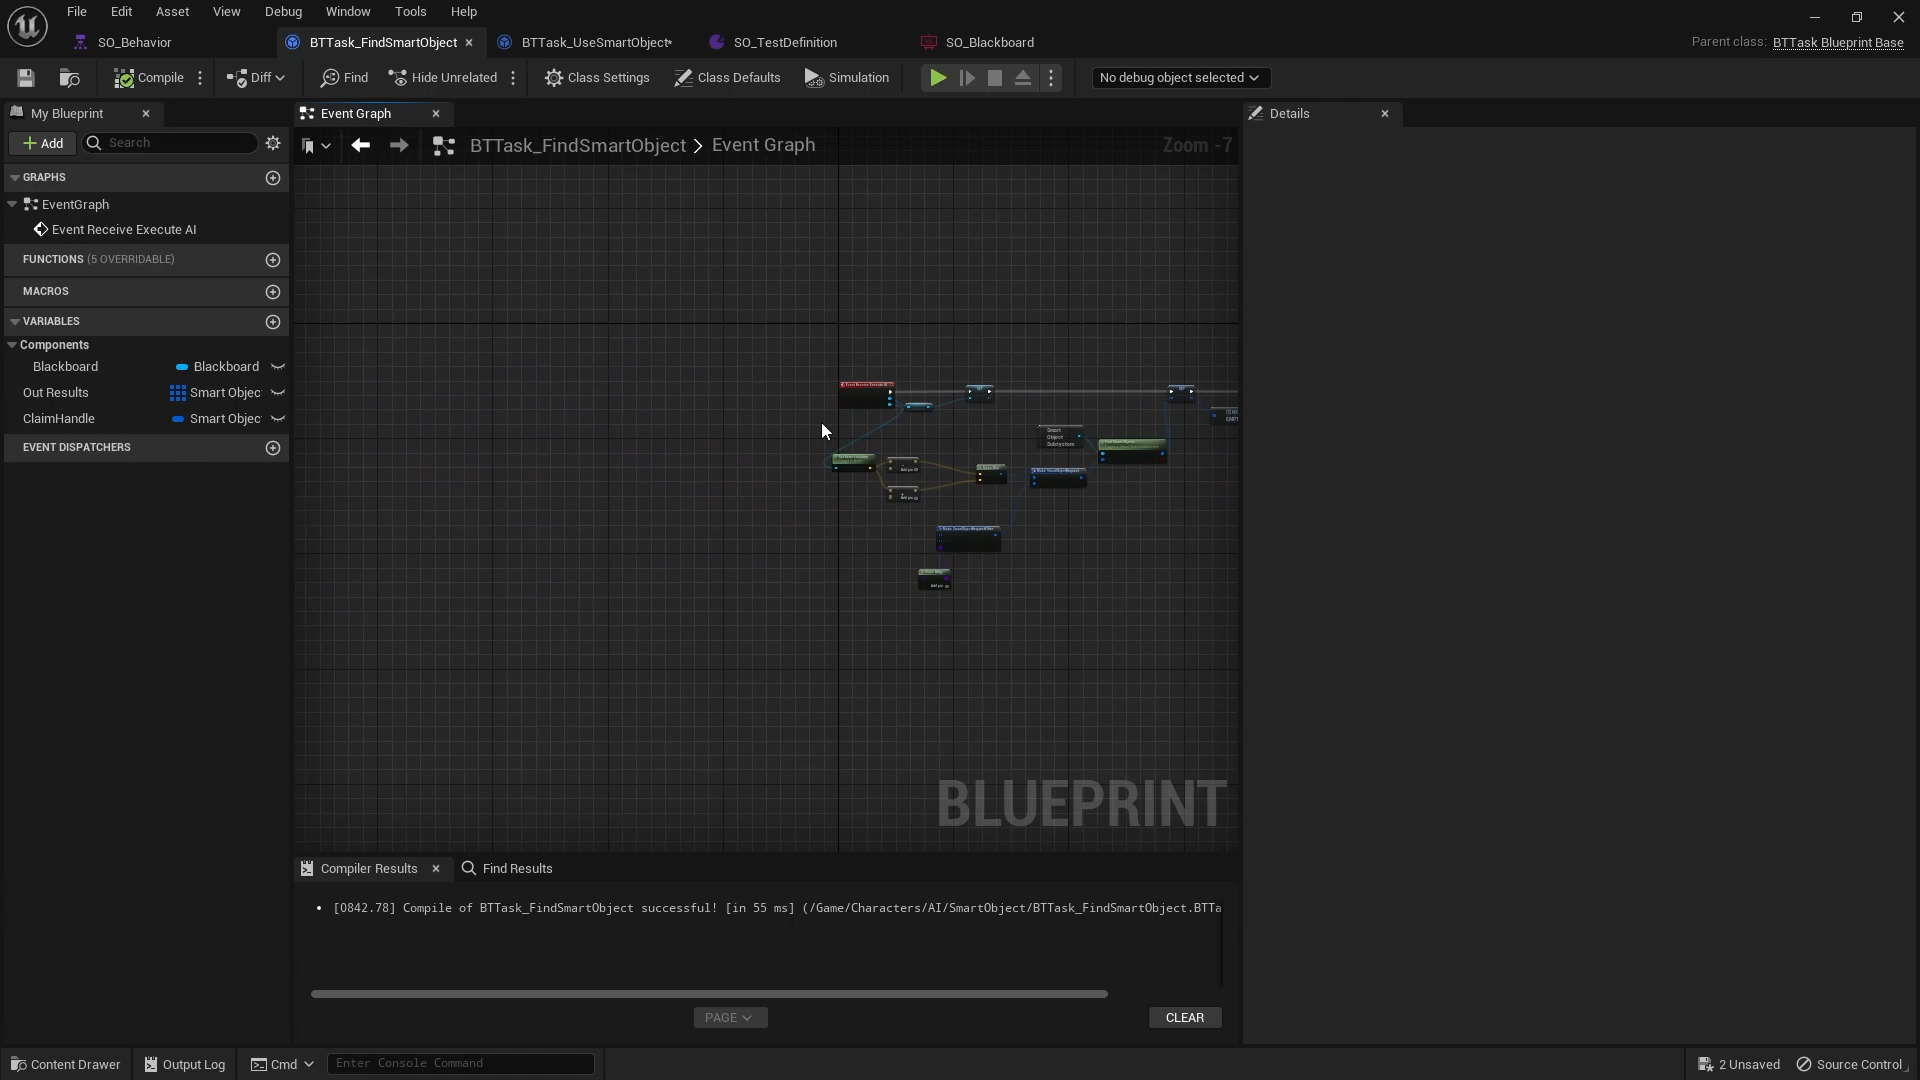 File Edit Asset View Debug Window Tools Help
SO_Behavior
BTTask_FindSmartObject
BTTask_UseSmartObject*
SO_TestDefinition
SO_Blackboard
Parent class: BTTask Blueprint Base
Compile
Diff
Find
Hide Unrelated
Class Settings
Class Defaults
Simulation
No debug object selected
My Blueprint
Event Graph
Details
Add
Search
BTTask_FindSmartObject > Event Graph
Zoom -7
GRAPHS
EventGraph
Event Receive Execute AI
FUNCTIONS (5 OVERRIDABLE)
MACROS
VARIABLES
Components
Blackboard Blackboard
Out Results Smart Objec
ClaimHandle Smart Objec
EVENT DISPATCHERS
Smart
Object
Subsystem
BLUEPRINT
Compiler Results
Find Results
• [0842.78] Compile of BTTask_FindSmartObject successful! [in 55 ms] (/Game/Characters/AI/SmartObject/BTTask_FindSmartObject.BTTa
PAGE
CLEAR
Content Drawer
Output Log
Cmd
Enter Console Command
2 Unsaved
Source Control